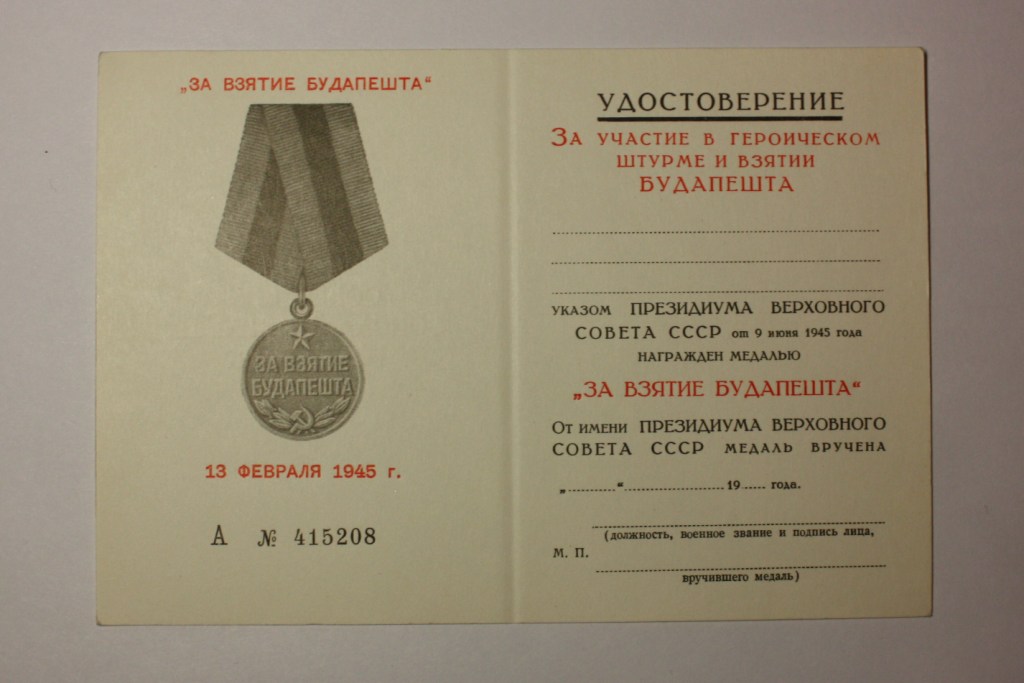 „ЗА ВЗЯТИЕ БУДАПЕШТА“
ЗА ВЗЯТИЕ
БУДАПЕШТА
13 ФЕВРАЛЯ 1945 г.
А № 415208
УДОСТОВЕРЕНИЕ
ЗА УЧАСТИЕ В ГЕРОИЧЕСКОМ
ШТУРМЕ И ВЗЯТИИ
БУДАПЕШТА
УКАЗОМ ПРЕЗИДИУМА ВЕРХОВНОГО
СОВЕТА СССР от 9 июня 1945 года
НАГРАЖДЕН МЕДАЛЬЮ
„ЗА ВЗЯТИЕ БУДАПЕШТА“
ОТ ИМЕНИ ПРЕЗИДИУМА ВЕРХОВНОГО
СОВЕТА СССР МЕДАЛЬ ВРУЧЕНА
„.........“ .................... 19 ..... года.
(должность, военное звание и подпись лица,
М. П.
вручившего медаль)